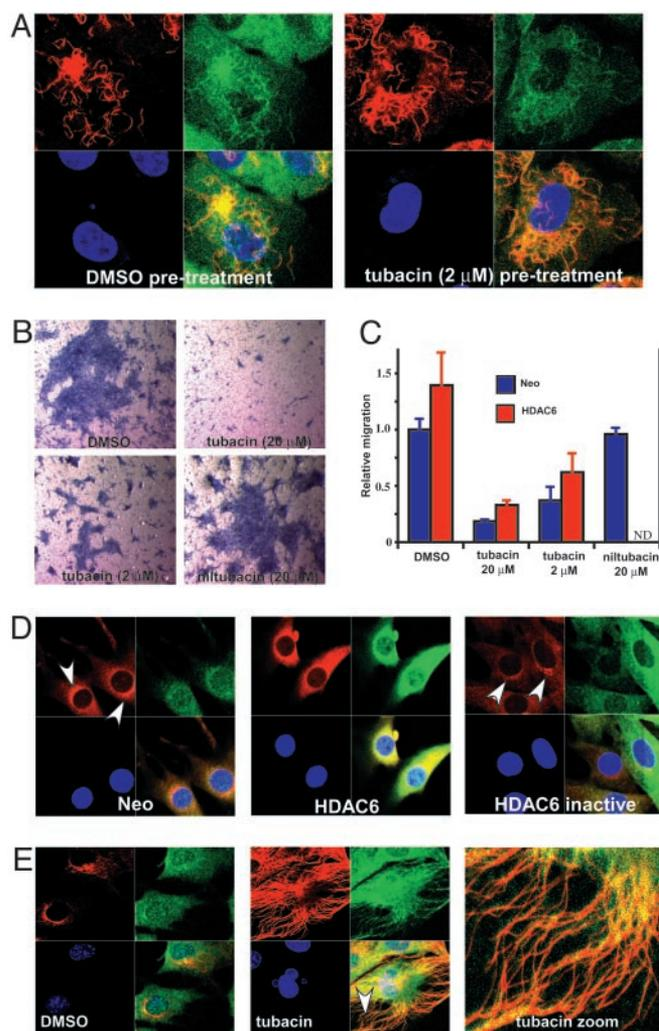 A
DMSO pre-treatment
tubacin (2 μM) pre-treatment
B
DMSO
tubacin (20 μM)
tubacin (2 μM)
niltubacin (20 μM)
C
Relative migration
1.5
1.0
0.5
0
Neo
HDAC6
ND
DMSO
tubacin
20 μM
tubacin
2 μM
niltubacin
20 μM
D
Neo
HDAC6
HDAC6 inactive
E
DMSO
tubacin
tubacin zoom